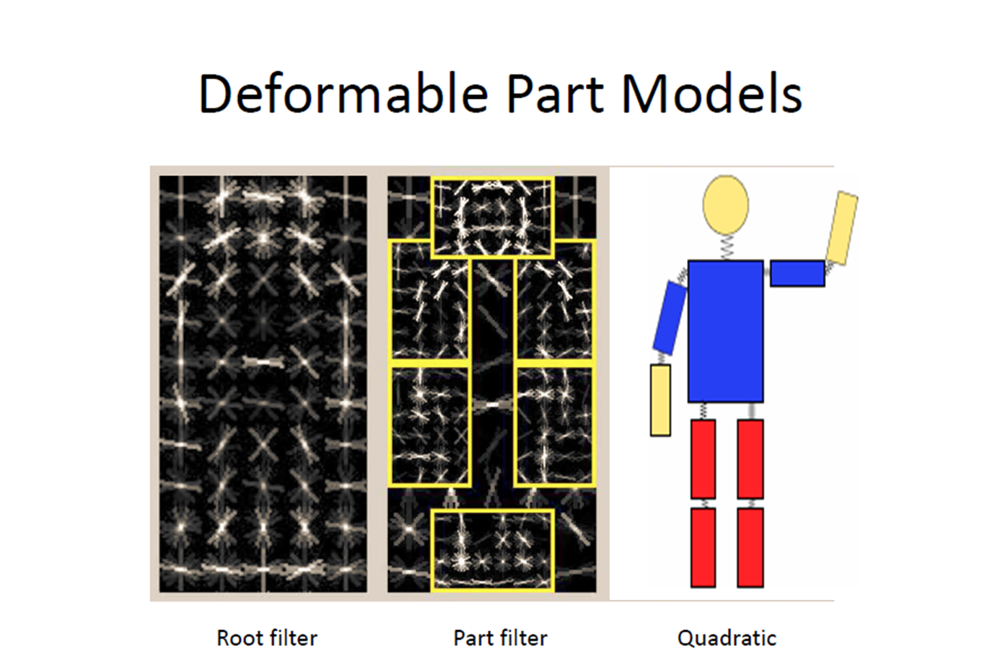 Deformable Part Models
Root filter
Part filter
Quadratic